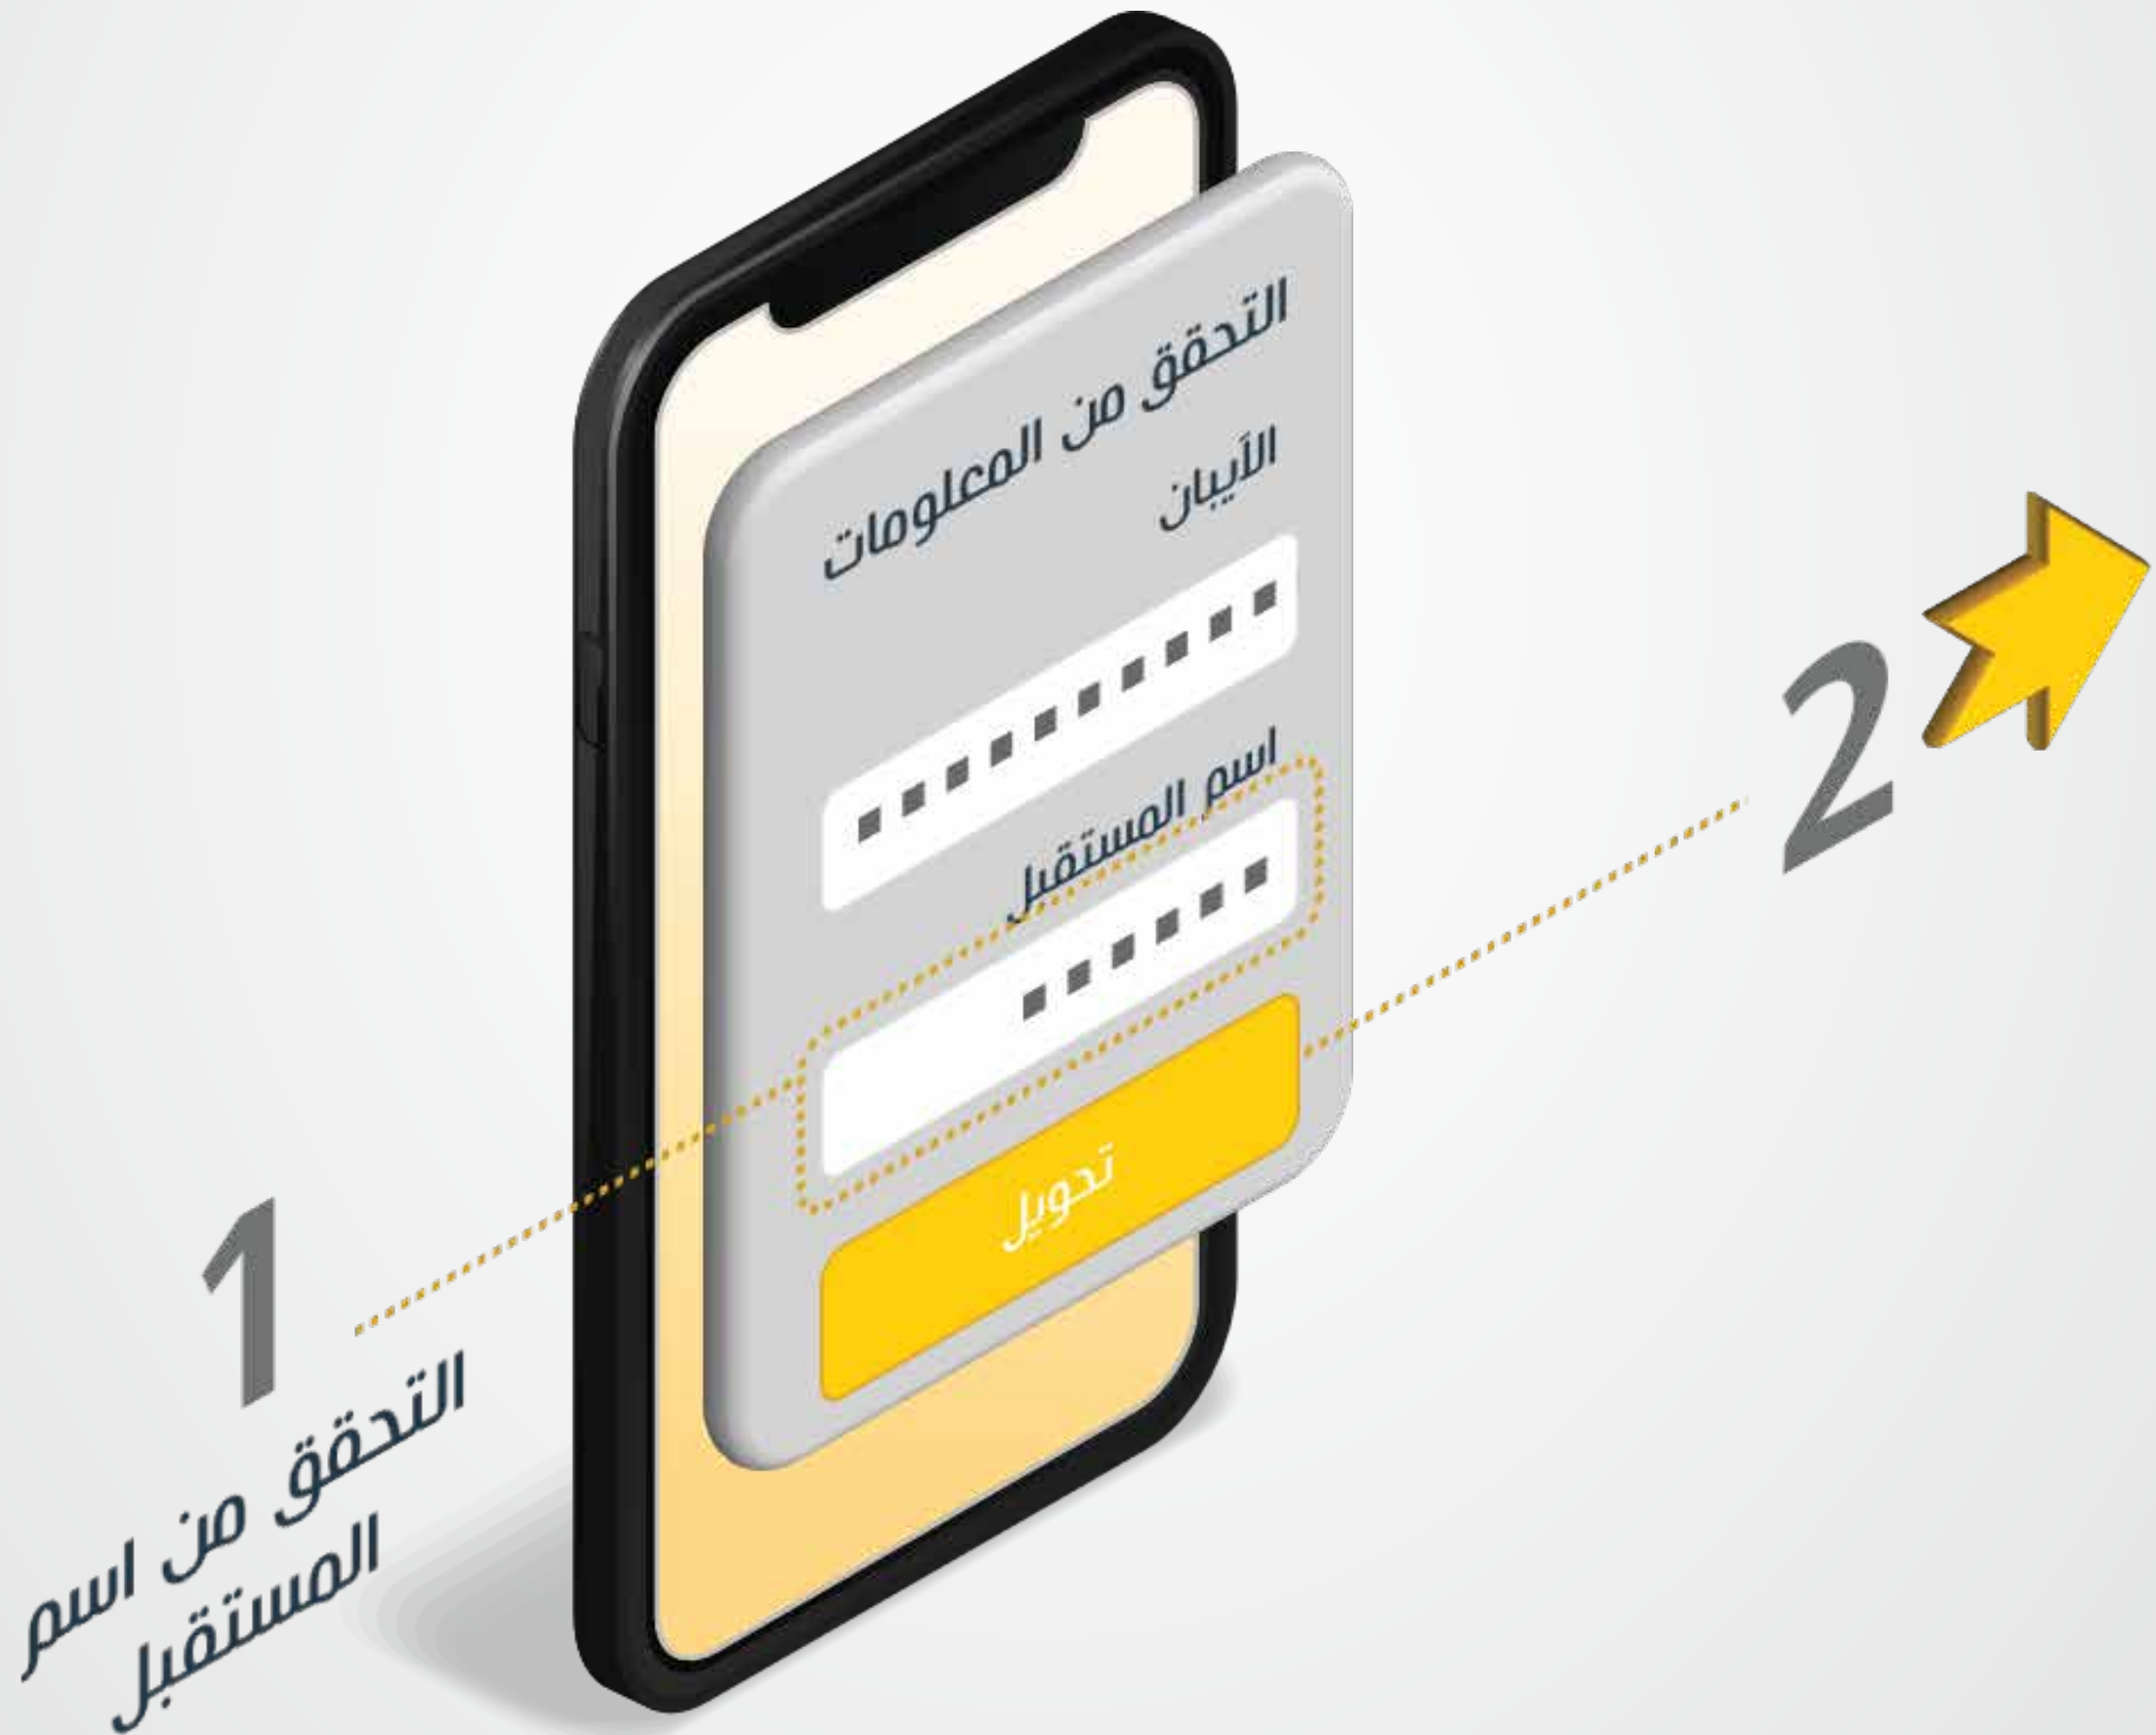 التحقق من المعلومات
الآيبان
اسم المستقبل
تحويل
1
التحقق من اسم
المستقبل
2